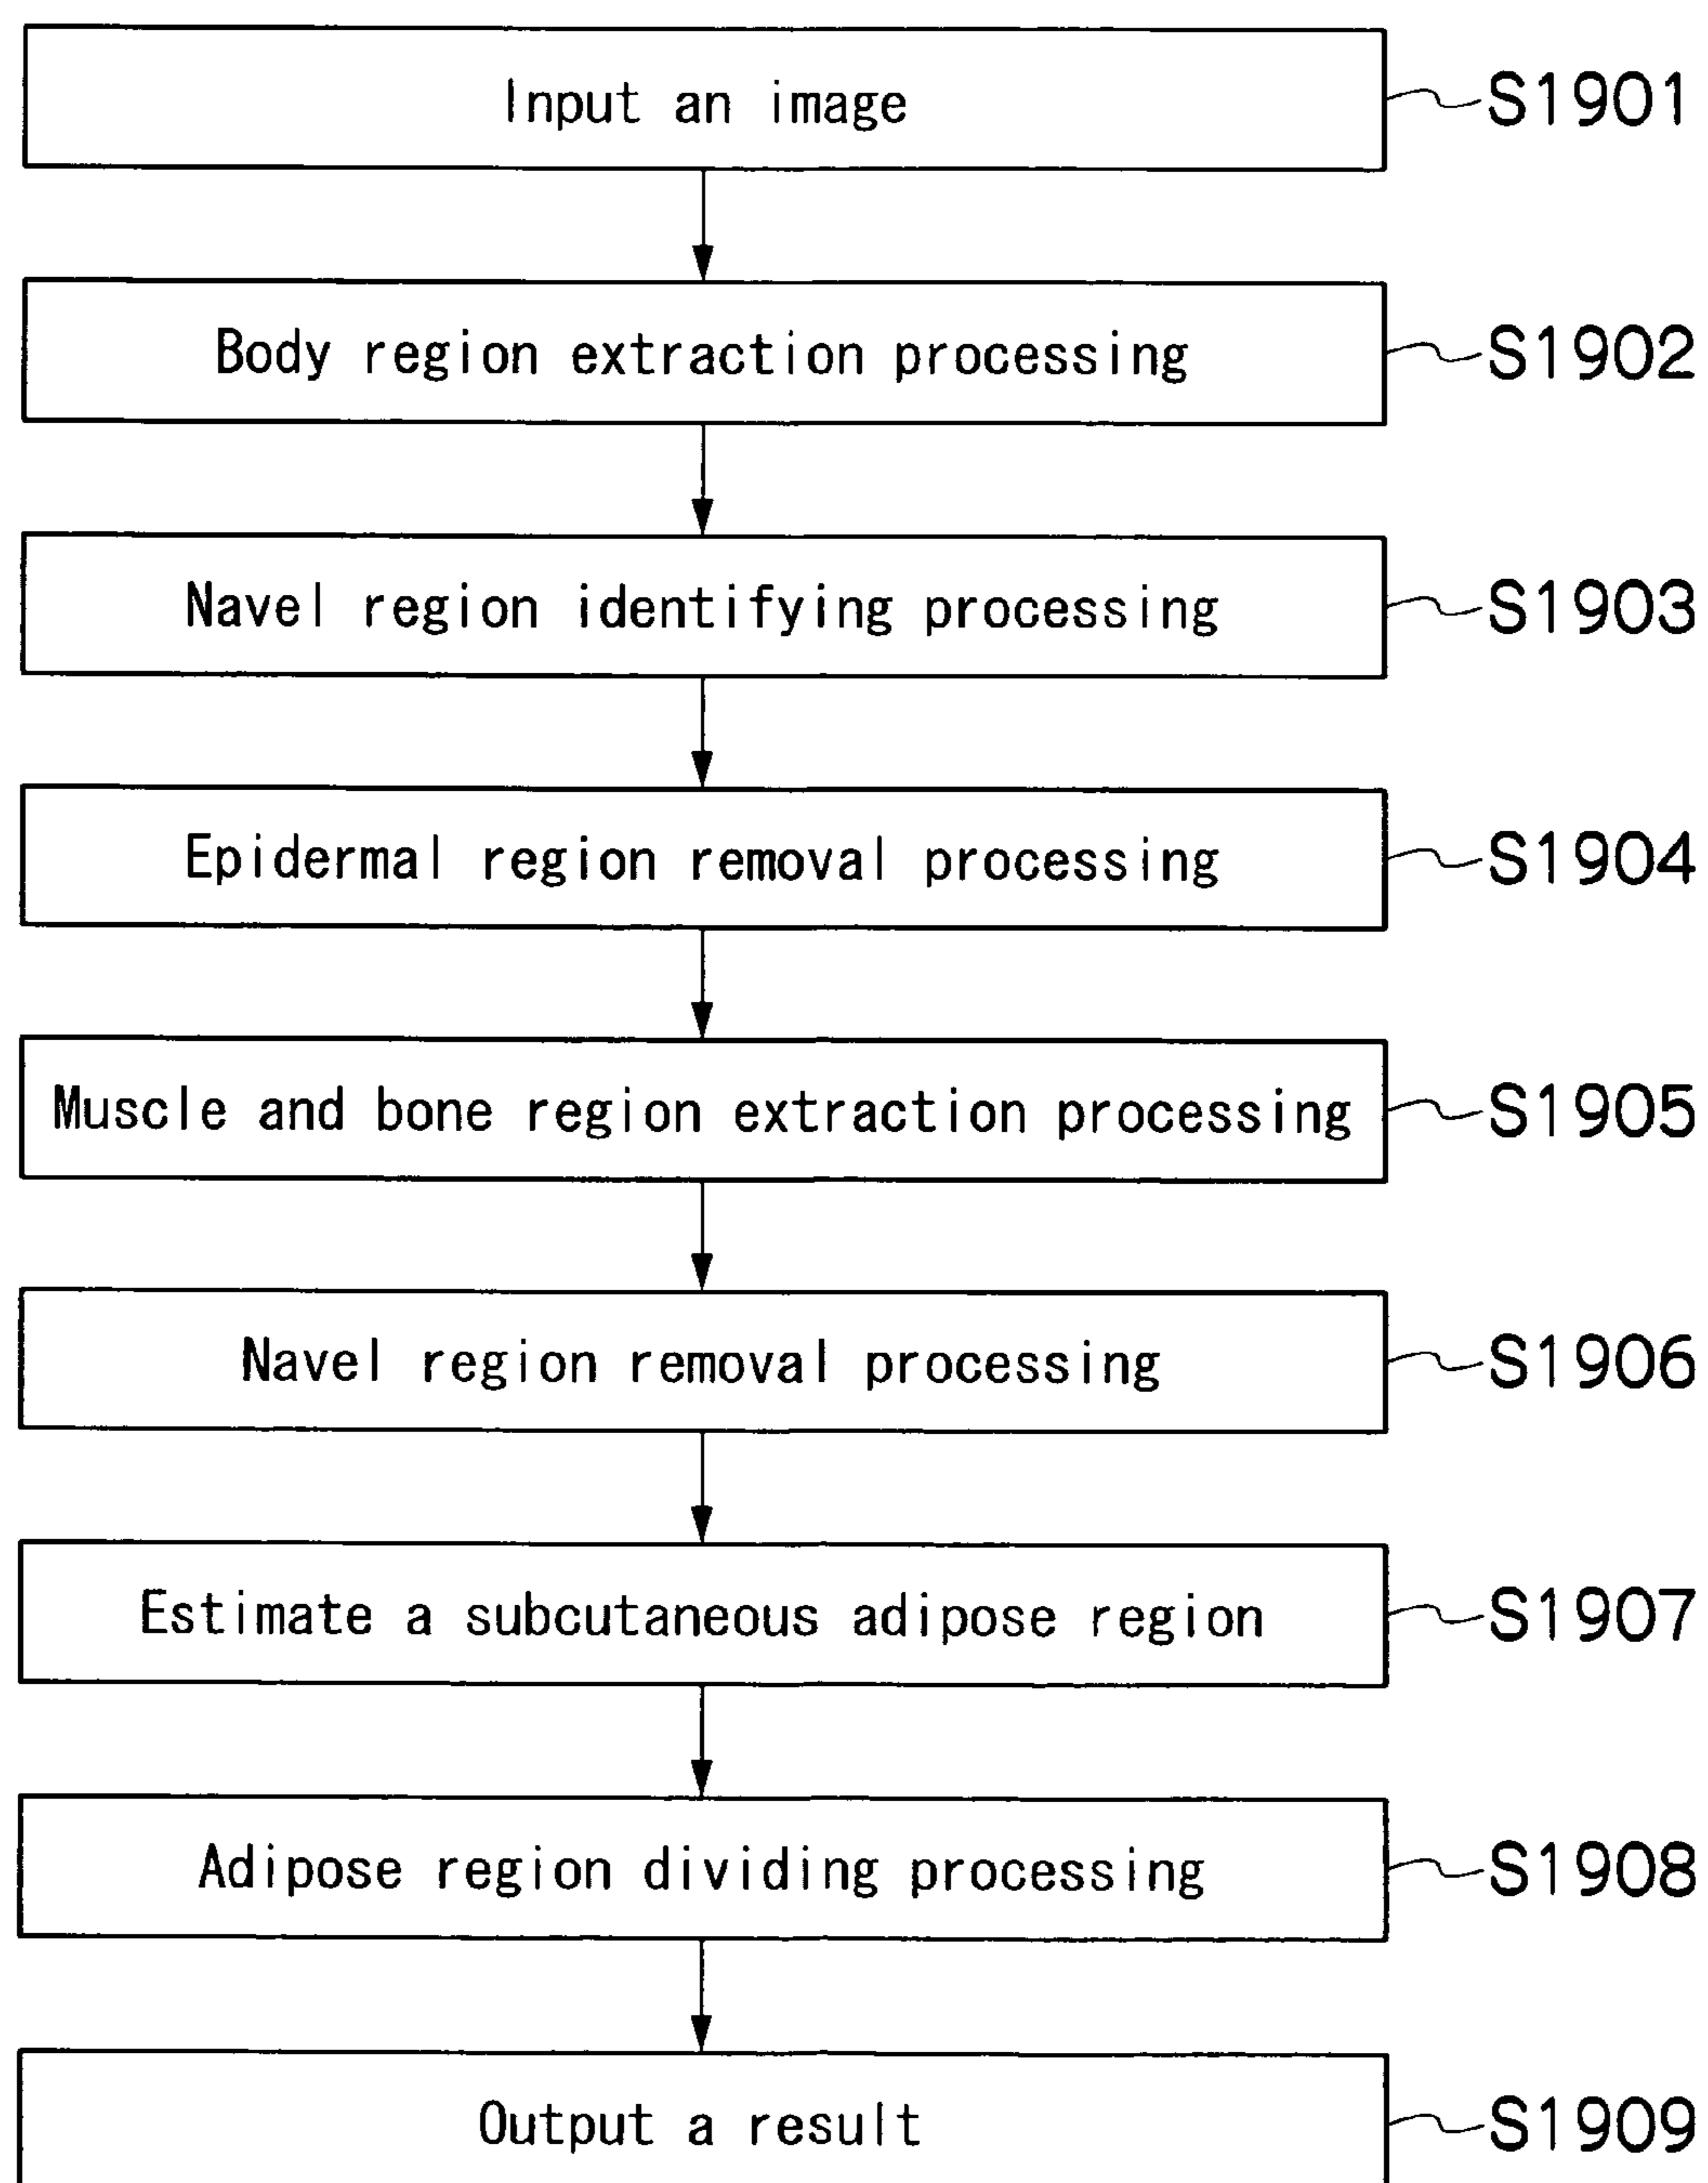 Input an image S1901
Body region extraction processing S1902
Navel region identifying processing S1903
Epidermal region removal processing S1904
Muscle and bone region extraction processing S1905
Navel region removal processing S1906
Estimate a subcutaneous adipose region S1907
Adipose region dividing processing S1908
Output a result S1909